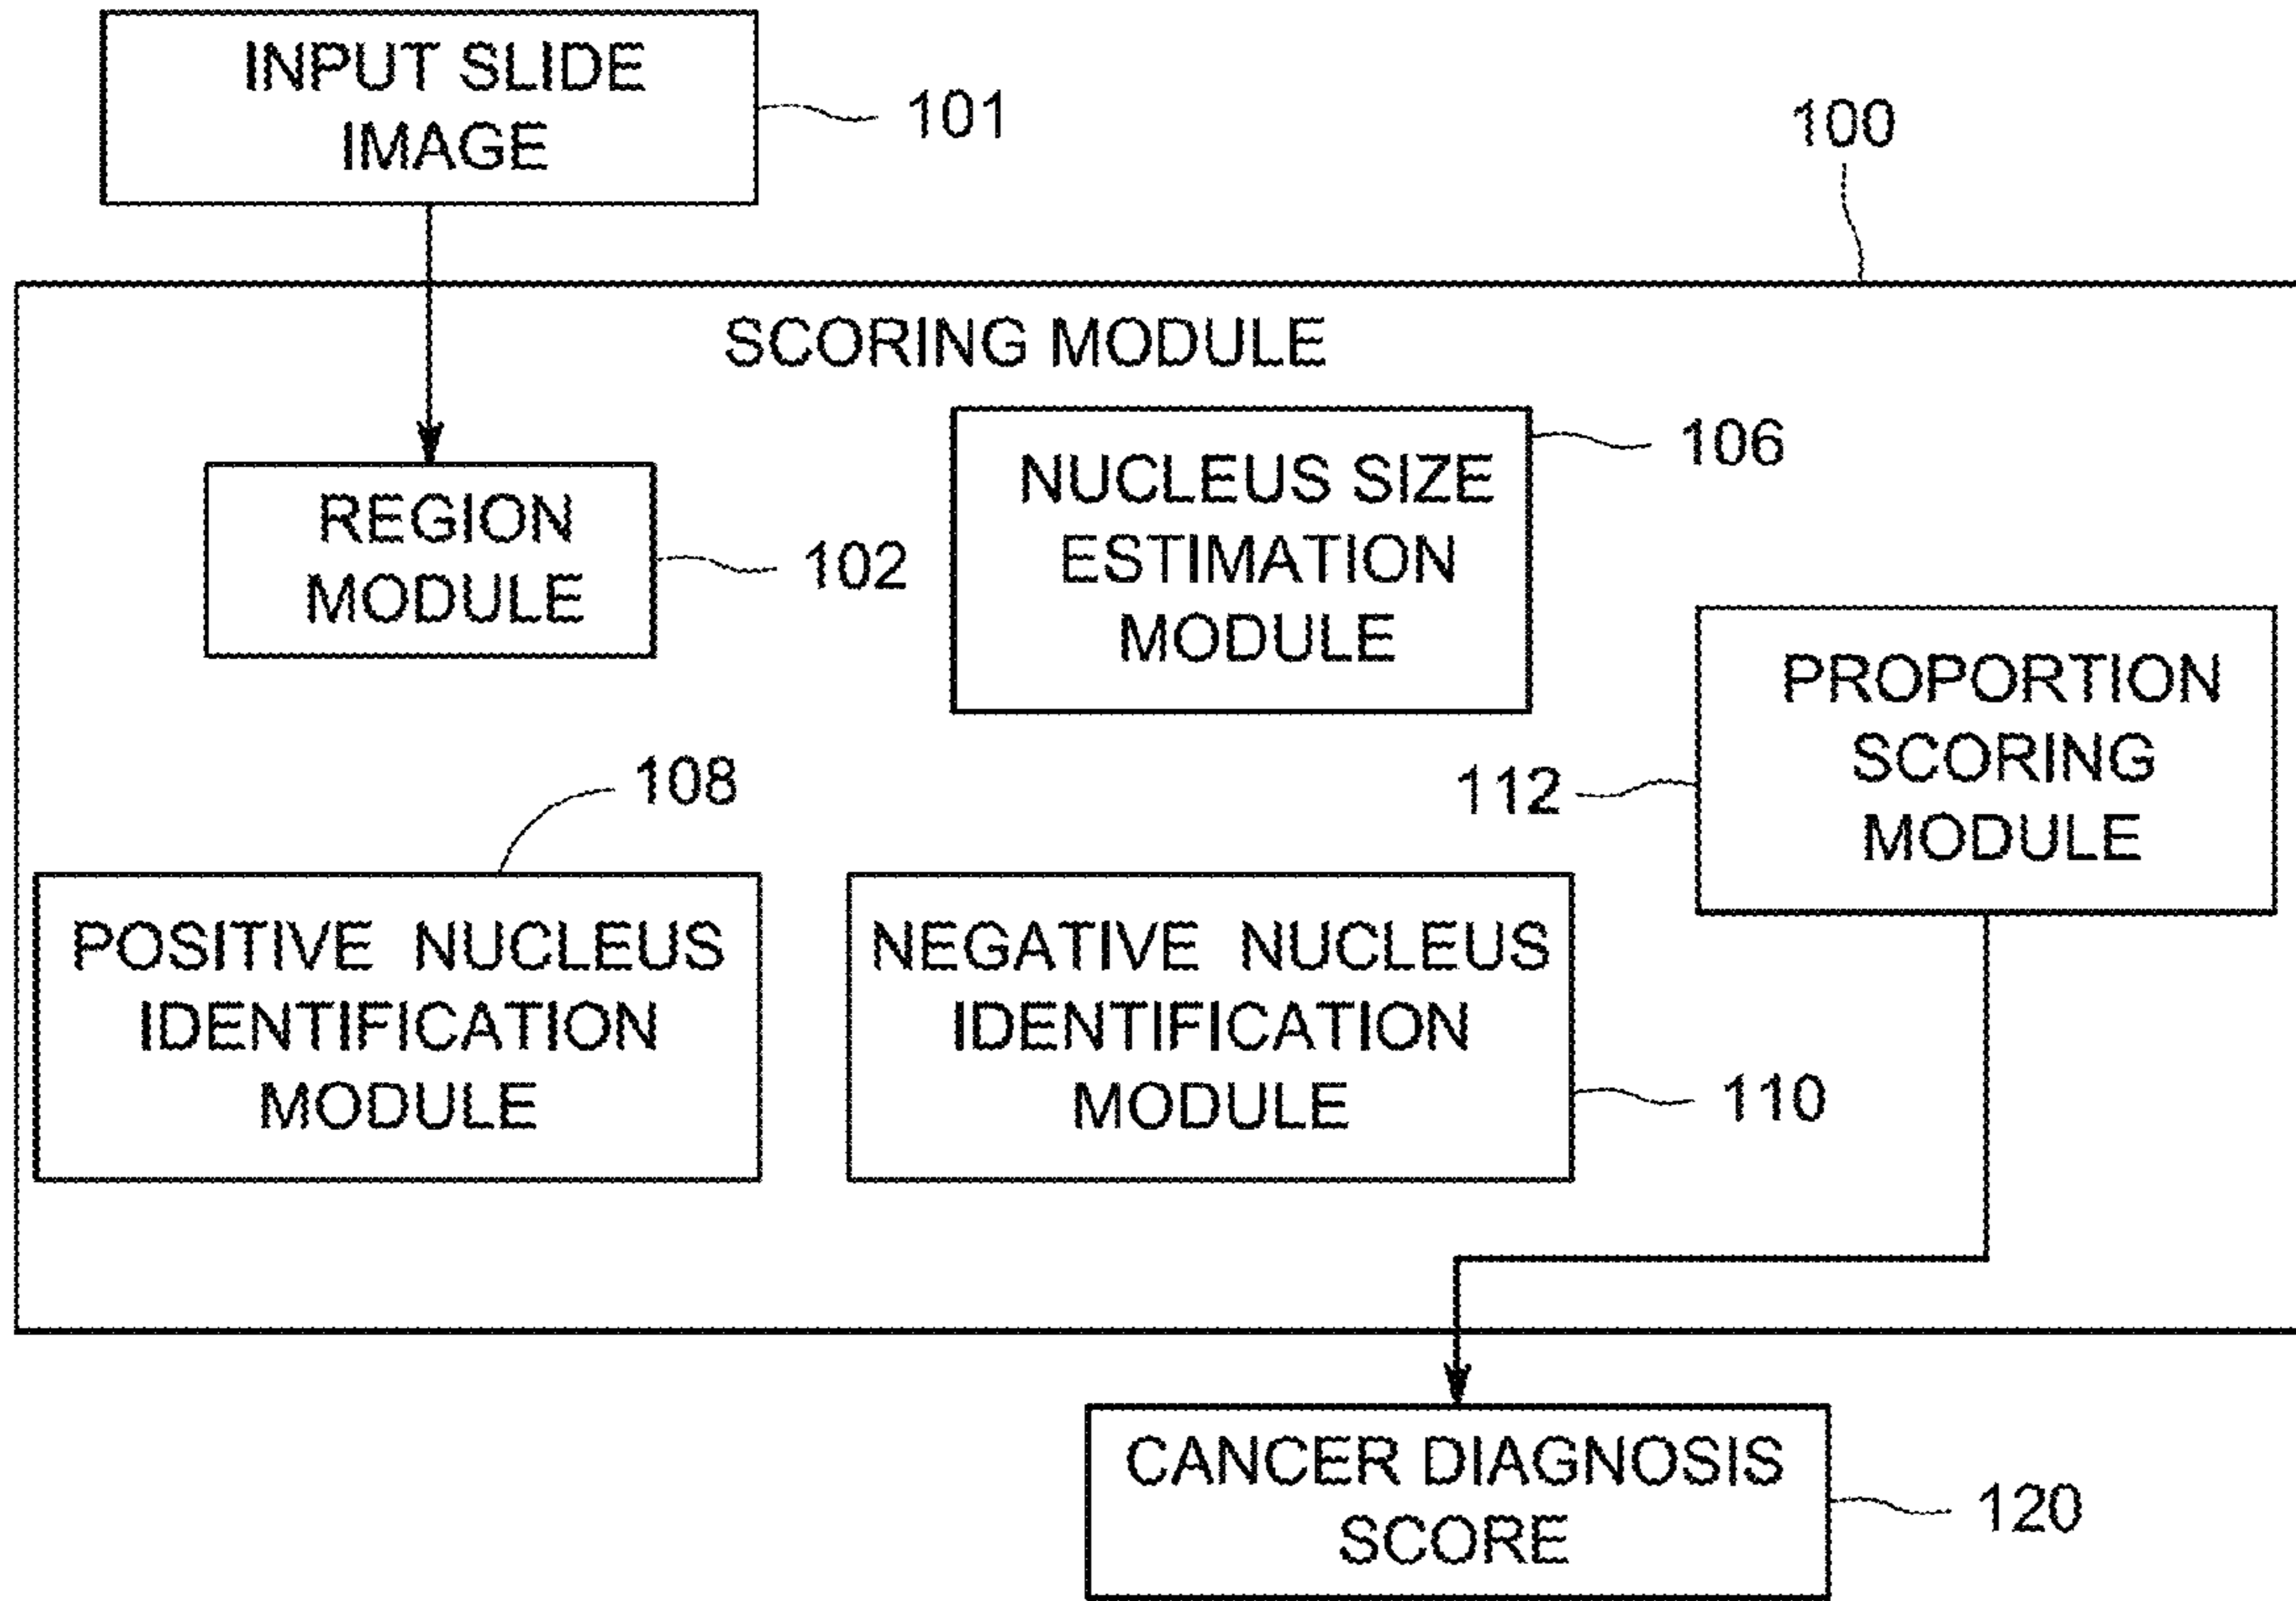 INPUT SLIDE
IMAGE
101
100
SCORING MODULE
REGION
MODULE
102
NUCLEUS SIZE
ESTIMATION
MODULE
106
PROPORTION
SCORING
MODULE
112
108
POSITIVE NUCLEUS
IDENTIFICATION
MODULE
NEGATIVE NUCLEUS
IDENTIFICATION
MODULE
110
CANCER DIAGNOSIS
SCORE
120